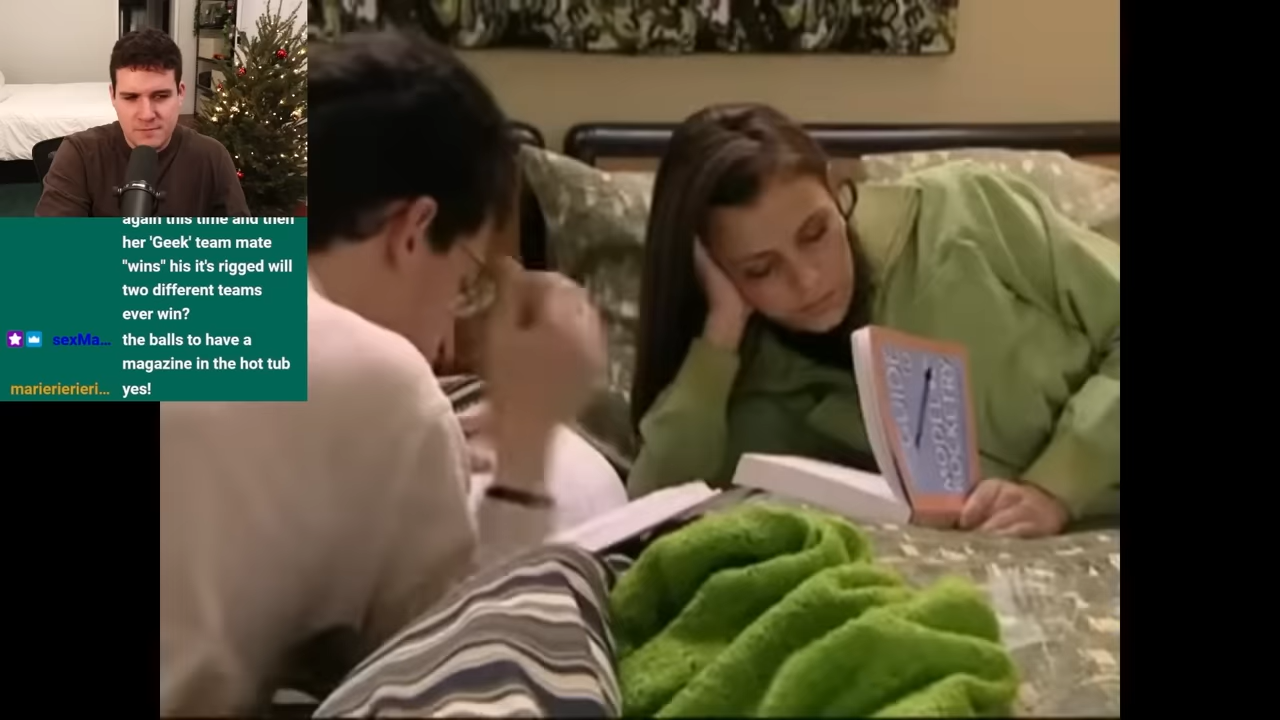 again this time and then
her 'Geek' team mate
"wins" his it's rigged will
two different teams
ever win?
sexMa... the balls to have a
magazine in the hot tub
marierierieri... yes!
GUIDE
TO
MODEL
ROCKETRY